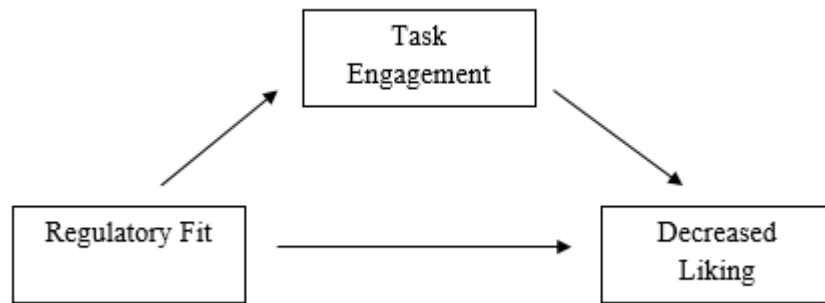 Task
Engagement
Regulatory Fit
Decreased
Liking